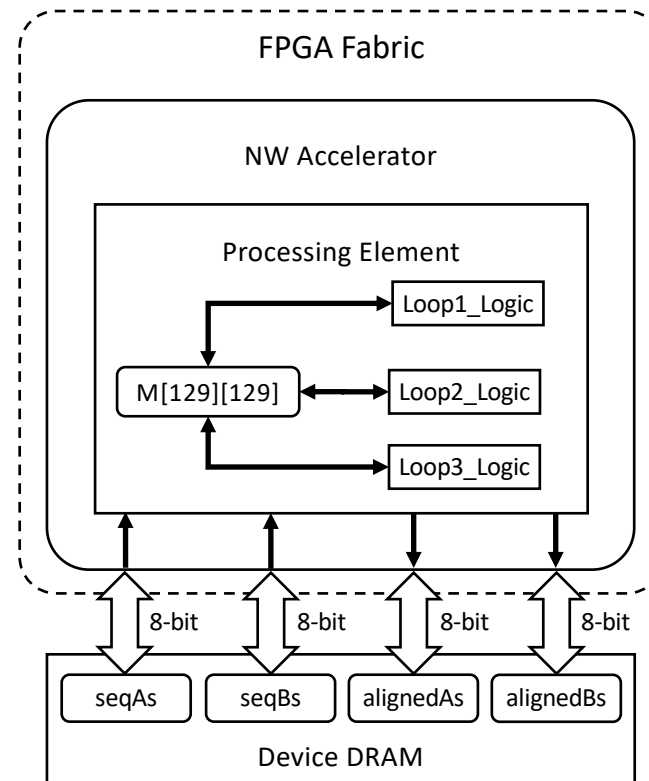 FPGA Fabric
NW Accelerator
Processing Element
Loop1_Logic
M[129][129]
Loop2_Logic
Loop3_Logic
8-bit 8-bit 8-bit 8-bit
seqAs seqBs alignedAs alignedBs
Device DRAM